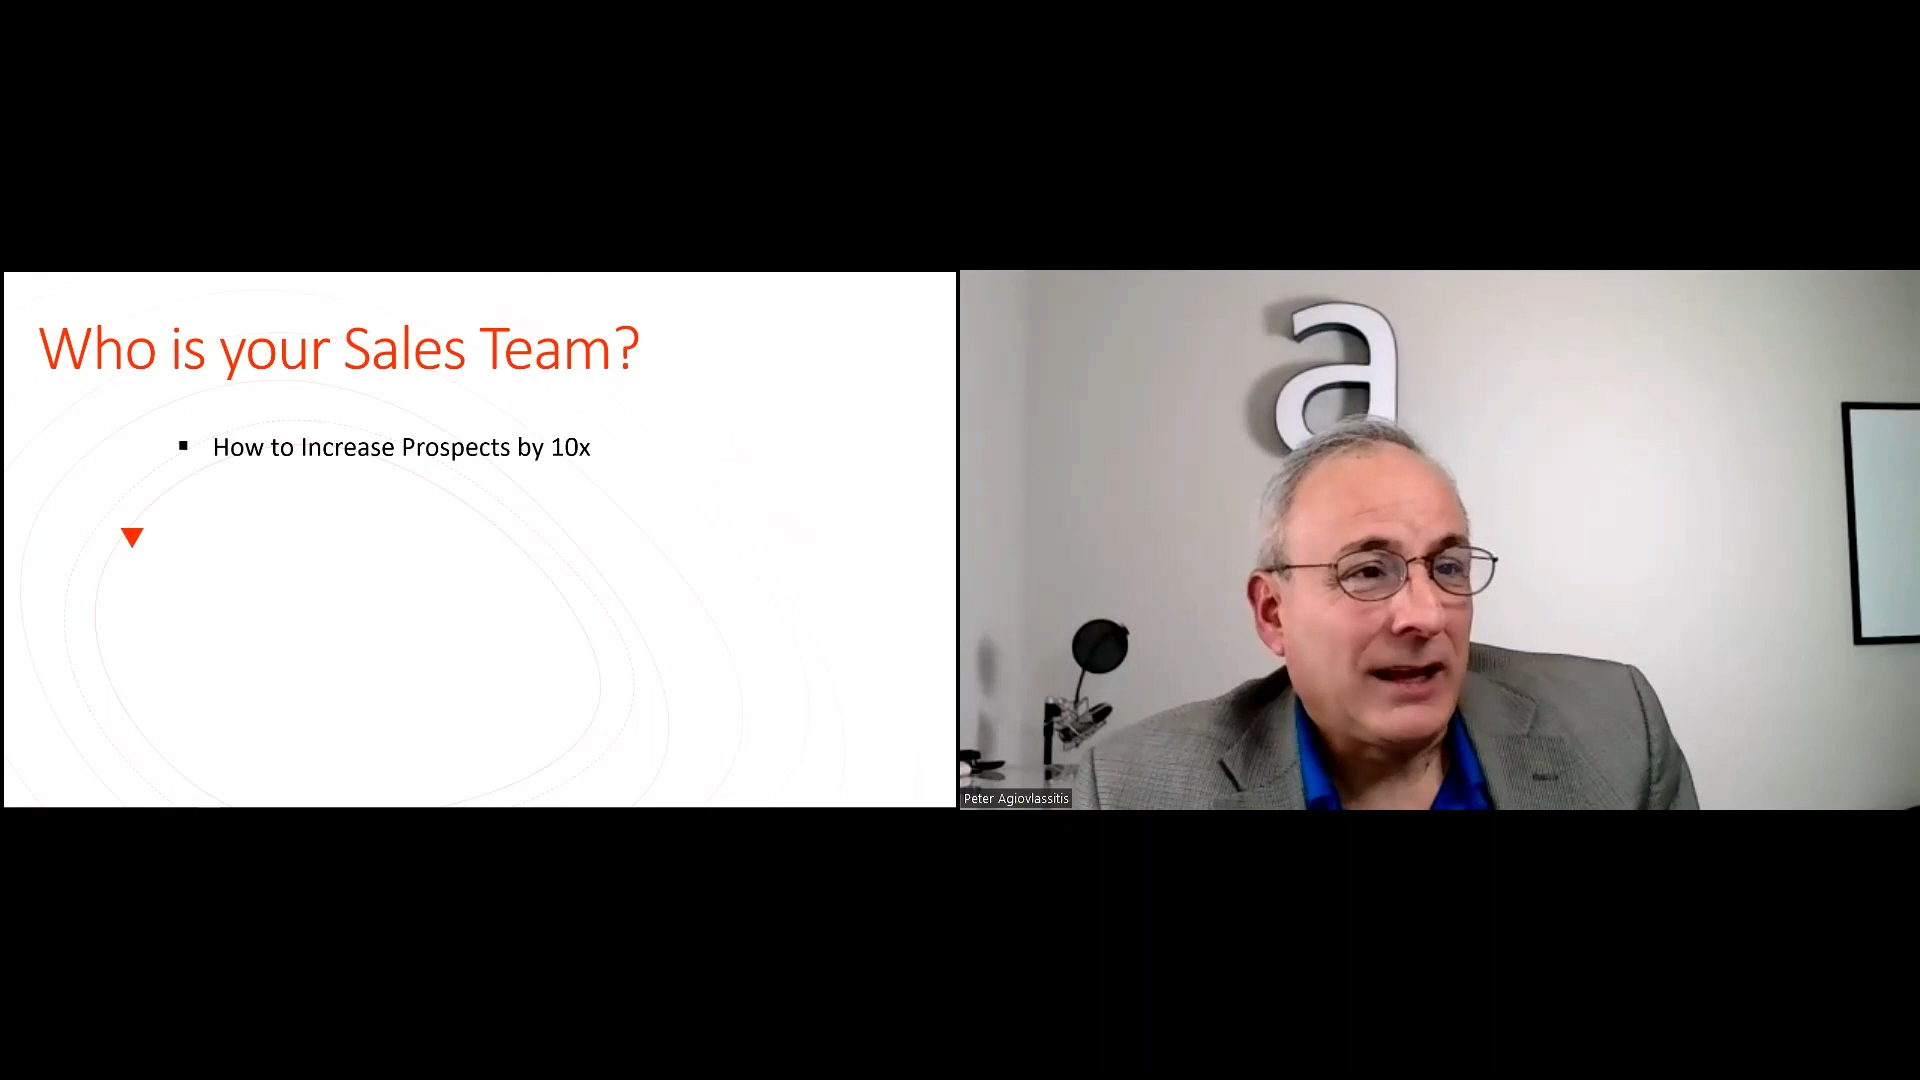 Who is your Sales Team?
▪ How to Increase Prospects by 10x
a
Peter Agiovlassitis